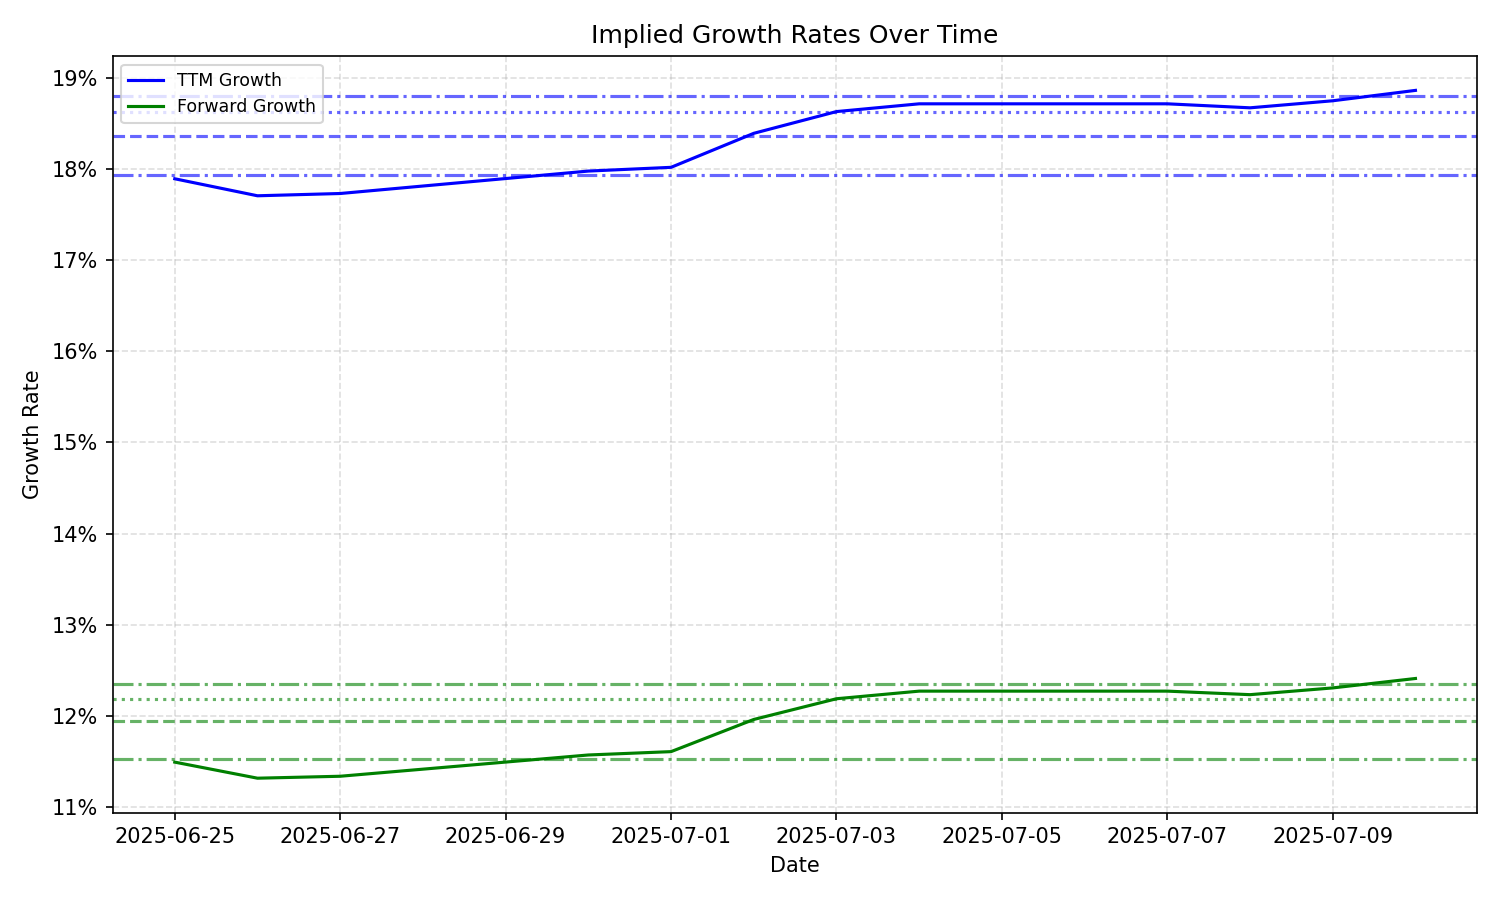 Implied Growth Rates Over Time
TTM Growth
Forward Growth
Growth Rate
19%
18%
17%
16%
15%
14%
13%
12%
11%
2025-06-25 2025-06-27 2025-06-29 2025-07-01 2025-07-03 2025-07-05 2025-07-07 2025-07-09
Date